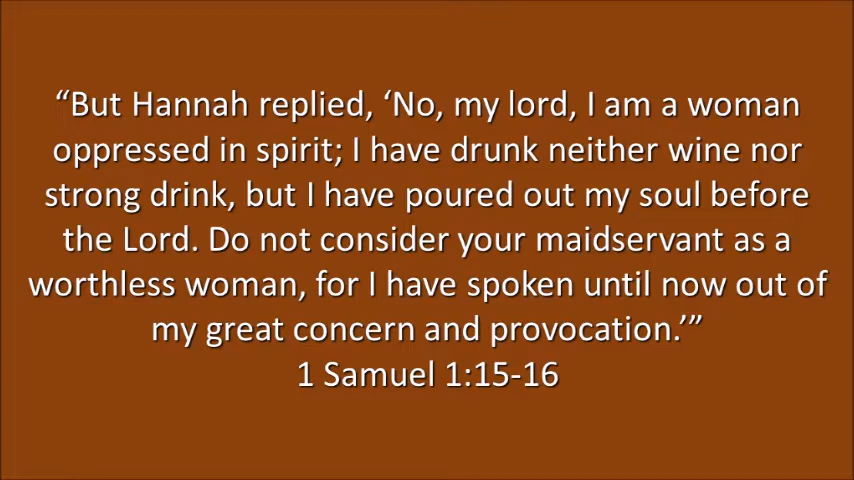 “But Hannah replied, ‘No, my lord, I am a woman
oppressed in spirit; I have drunk neither wine nor
strong drink, but I have poured out my soul before
the Lord. Do not consider your maidservant as a
worthless woman, for I have spoken until now out of
my great concern and provocation.’”
1 Samuel 1:15-16